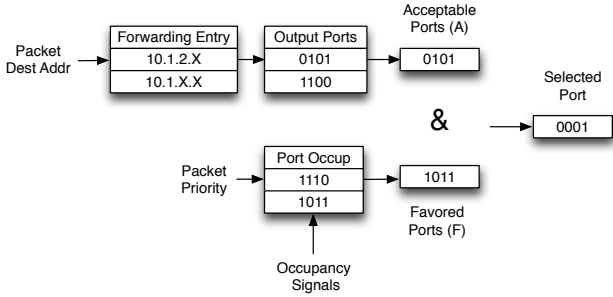 Packet
Dest Addr
Forwarding Entry
10.1.2.X
10.1.X.X
Output Ports
0101
1100
Acceptable
Ports (A)
0101
&
Selected
Port
0001
Packet
Priority
Port Occup
1110
1011
1011
Favored
Ports (F)
Occupancy
Signals